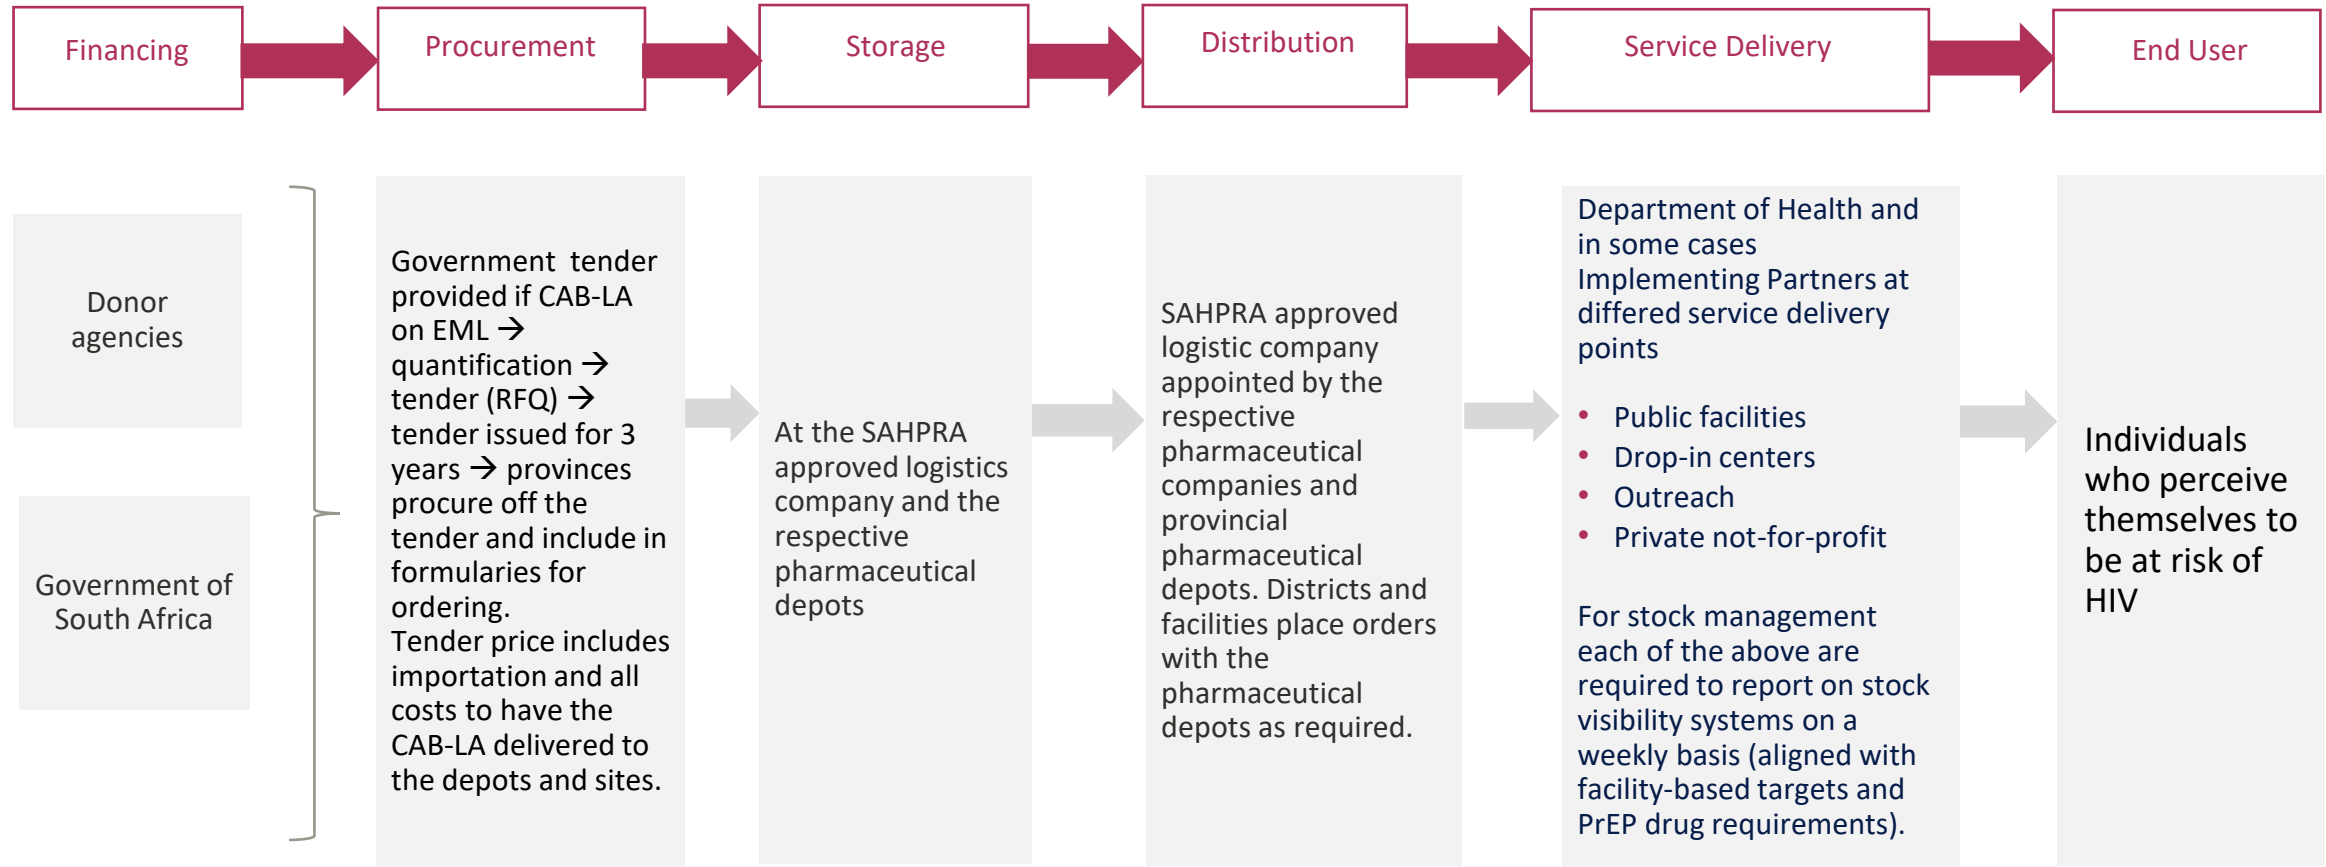 Financing
Procurement
Storage
Distribution
Service Delivery
End User
Donor
agencies
Government of
South Africa
Government  tender
provided if CAB-LA
on EML →
quantification →
tender (RFQ) →
tender issued for 3
years → provinces
procure off the
tender and include in
formularies for
ordering.
Tender price includes
importation and all
costs to have the
CAB-LA delivered to
the depots and sites.
At the SAHPRA
approved logistics
company and the
respective
pharmaceutical
depots
SAHPRA approved
logistic company
appointed by the
respective
pharmaceutical
companies and
provincial
pharmaceutical
depots. Districts and
facilities place orders
with the
pharmaceutical
depots as required.
Department of Health and
in some cases
Implementing Partners at
differed service delivery
points
• Public facilities
• Drop-in centers
• Outreach
• Private not-for-profit
For stock management
each of the above are
required to report on stock
visibility systems on a
weekly basis (aligned with
facility-based targets and
PrEP drug requirements).
Individuals
who perceive
themselves to
be at risk of
HIV